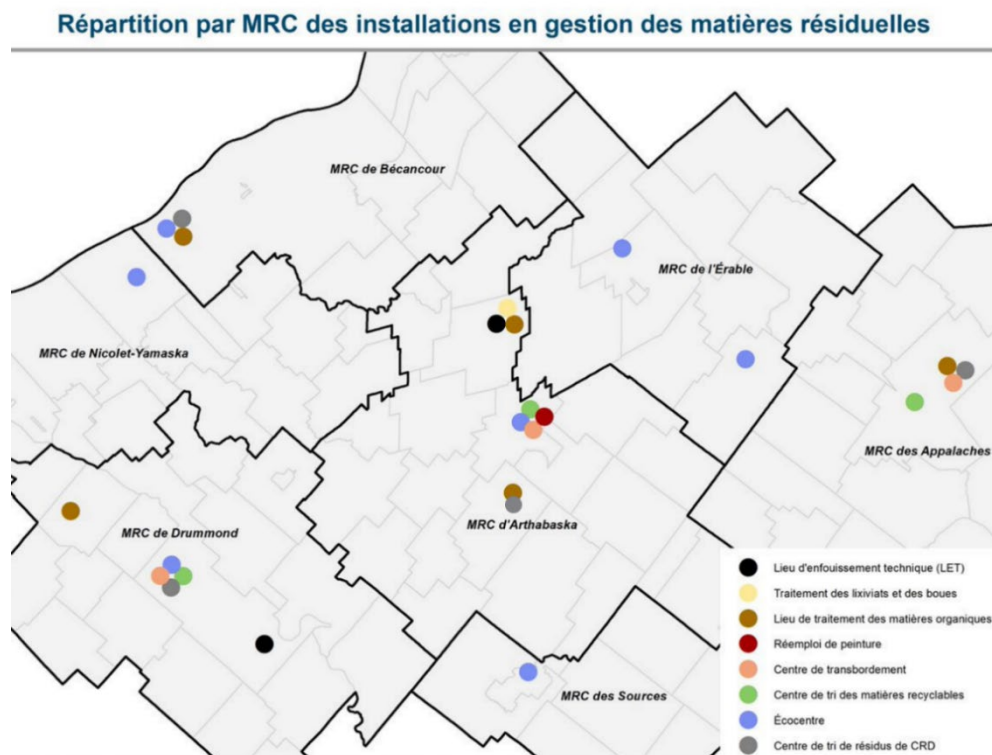 Répartition par MRC des installations en gestion des matières résiduelles
MRC de Bécancour
MRC de l'Érable
MRC de Nicolet-Yamaska
MRC des Appalaches
MRC d'Arthabaska
MRC de Drummond
MRC des Sources
Lieu d'enfouissement technique (LET)
Traitement des lixiviats et des boues
Lieu de traitement des matières organiques
Réemploi de peinture
Centre de transbordement
Centre de tri des matières recyclables
Écocentre
Centre de tri de résidus de CRD